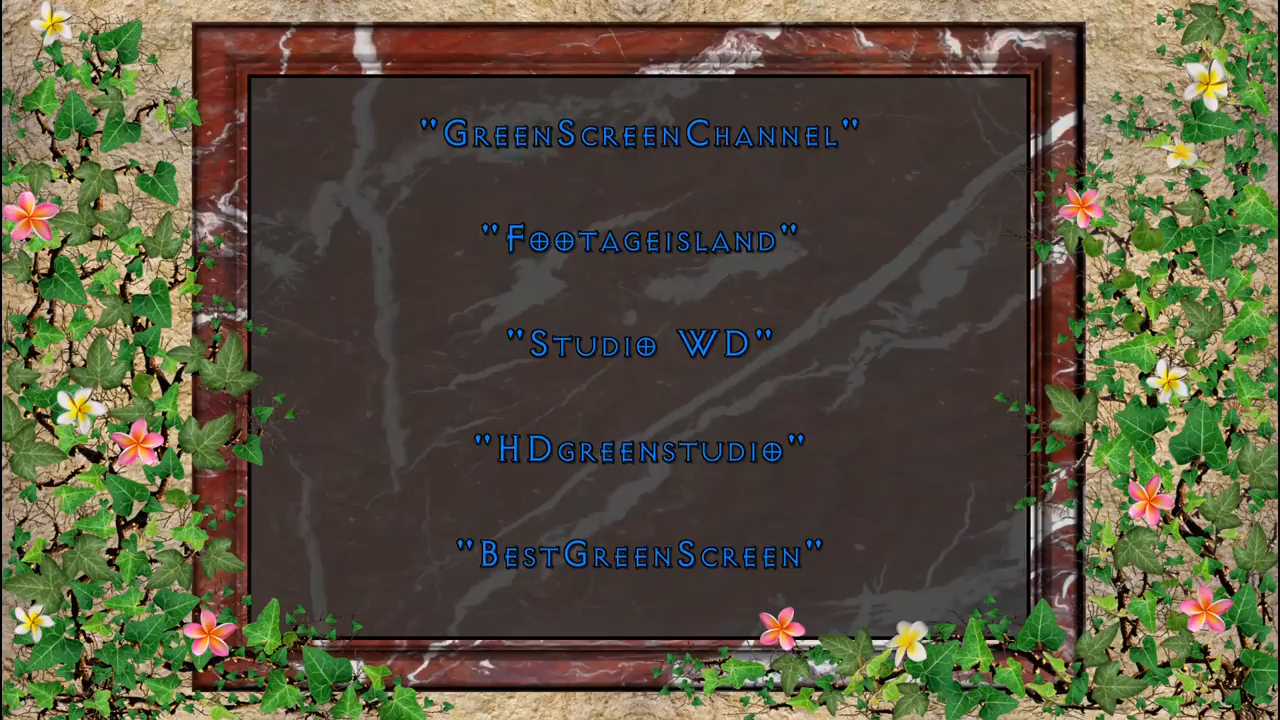 "GreenScreenChannel"
"Footageisland"
"Studio WD"
"HDgreenstudio"
"BestGreenScreen"